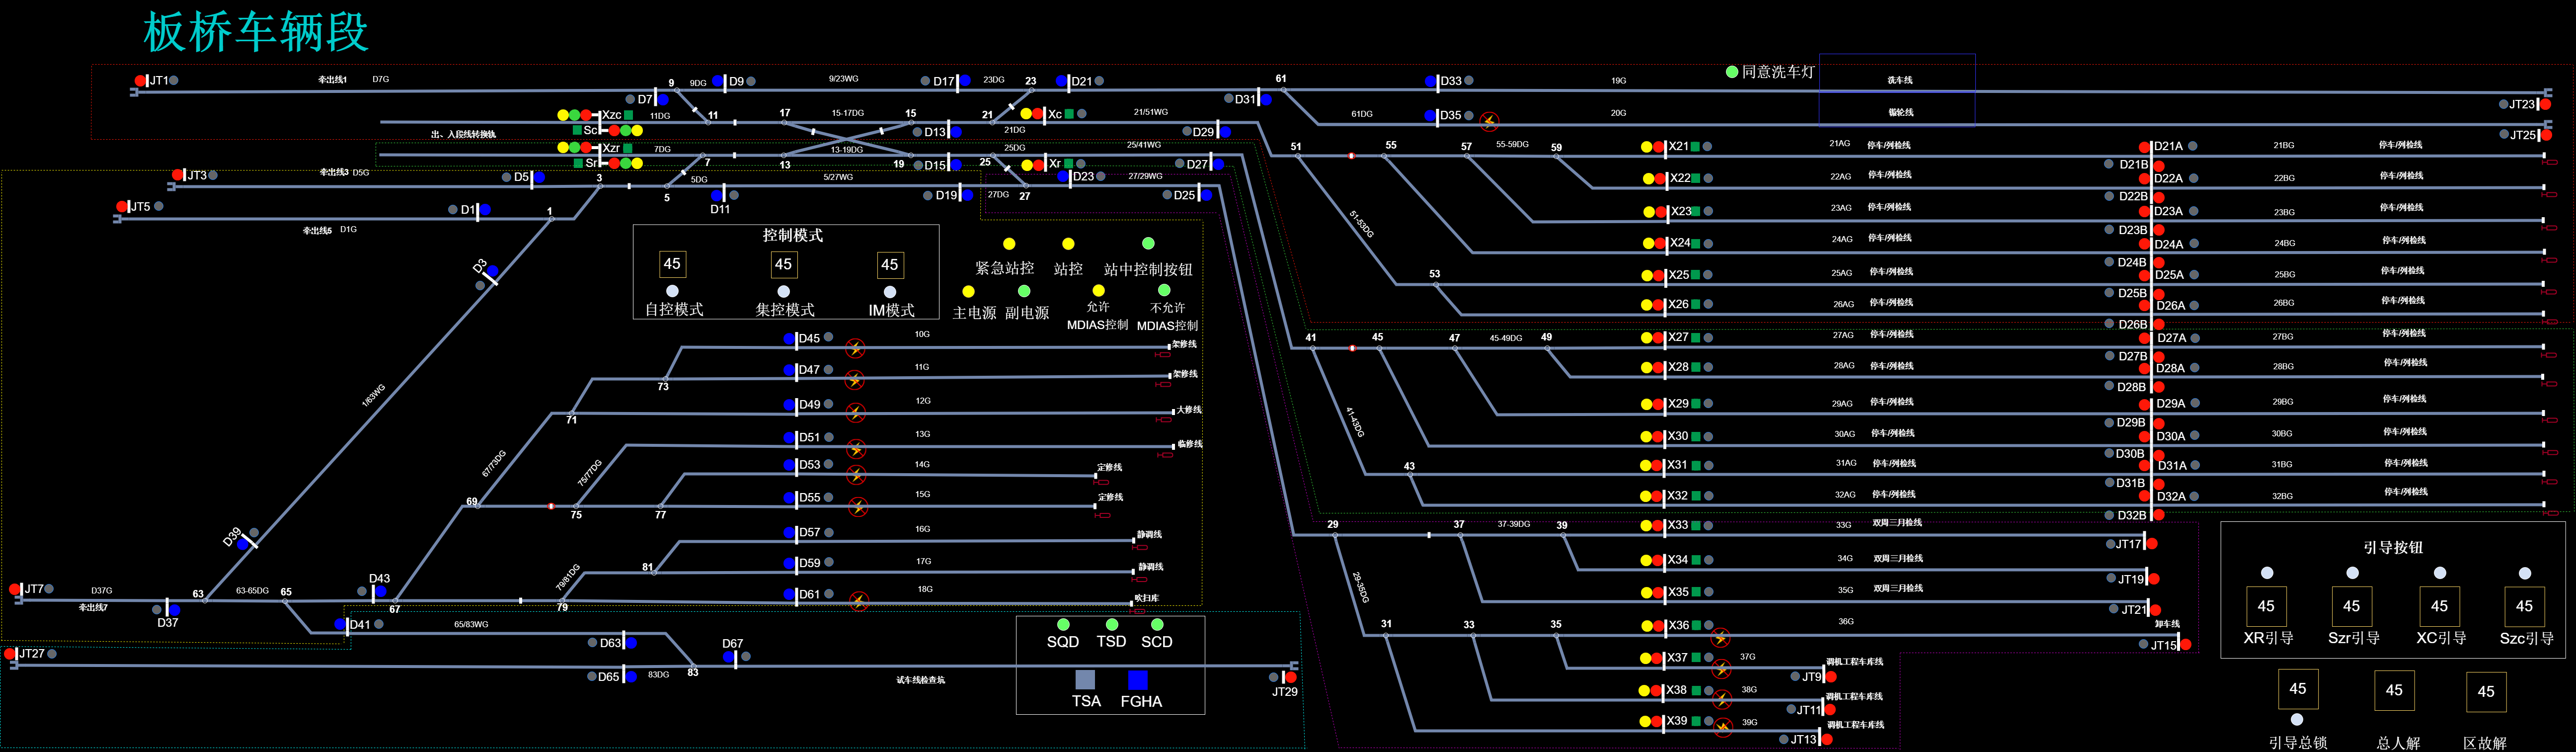 板桥车辆段
JT1 牵出线1 D7G 9 9DG D9 9/23WG D17 23DG 23 D21 61 D33 19G 同意洗车灯 洗车线
D7 D31 JT23
Xzc 11DG 11 17 15-17DG 15 21 Xc 21/51WG D35 61DG 20G 镟轮线
出、入段线转换轨 Sc D13 21DG D29 JT25
Xzr 7DG 7 13 13-19DG 19 D15 25 25DG Xr 25/41WG D27
Sr
JT3 牵出线3 D5G D5 3 5 5DG D11 5/27WG D19 27DG 27 D23 27/29WG D25
JT5 牵出线5 D1G D1 1
51 55 57 55-59DG 59 X21 21AG 停车/列检线 D21A 21BG 停车/列检线
D21B
X22 22AG 停车/列检线 D22A 22BG 停车/列检线
D22B
51-53DG X23 23AG 停车/列检线 D23A 23BG 停车/列检线
D23B
X24 24AG 停车/列检线 D24A 24BG 停车/列检线
D24B
53 X25 25AG 停车/列检线 D25A 25BG 停车/列检线
D25B
X26 26AG 停车/列检线 D26A 26BG 停车/列检线
D26B
控制模式
45 45 45
自控模式 集控模式 IM模式
紧急站控 站控 站中控制按钮
主电源 副电源 允许 不允许
MDIAS控制 MDIAS控制
D3
1/63WG
D39
41 45 47 45-49DG 49 X27 27AG 停车/列检线 D27A 27BG 停车/列检线
D27B
X28 28AG 停车/列检线 D28A 28BG 停车/列检线
D28B
41-43DG X29 29AG 停车/列检线 D29A 29BG 停车/列检线
D29B
X30 30AG 停车/列检线 D30A 30BG 停车/列检线
D30B
43 X31 31AG 停车/列检线 D31A 31BG 停车/列检线
D31B
X32 32AG 停车/列检线 D32A 32BG 停车/列检线
D32B
D45 10G 架修线
73 D47 11G 架修线
71 D49 12G 大修线
67/73DG 75/77DG D51 13G 临修线
D53 14G 定修线
69 75 77 D55 15G 定修线
D57 16G 静调线
79/81DG 81 D59 17G 静调线
79 D61 18G 吹扫库
JT7 D37G 牵出线7 D37 63 63-65DG 65 D43 67
D41 65/83WG D63
JT27 D65 83DG 83 D67 试车线检查坑 JT29
SQD TSD SCD
TSA FGHA
29 37 37-39DG 39 X33 33G 双周三月检线 JT17
X34 34G 双周三月检线 JT19
29-35DG X35 35G 双周三月检线 JT21
31 33 35 X36 36G 卸车线 JT15
X37 37G 调机工程车库线 JT9
X38 38G 调机工程车库线 JT11
X39 39G 调机工程车库线 JT13
引导按钮
45 45 45 45
XR引导 Szr引导 XC引导 Szc引导
45 45 45
引导总锁 总人解 区故解